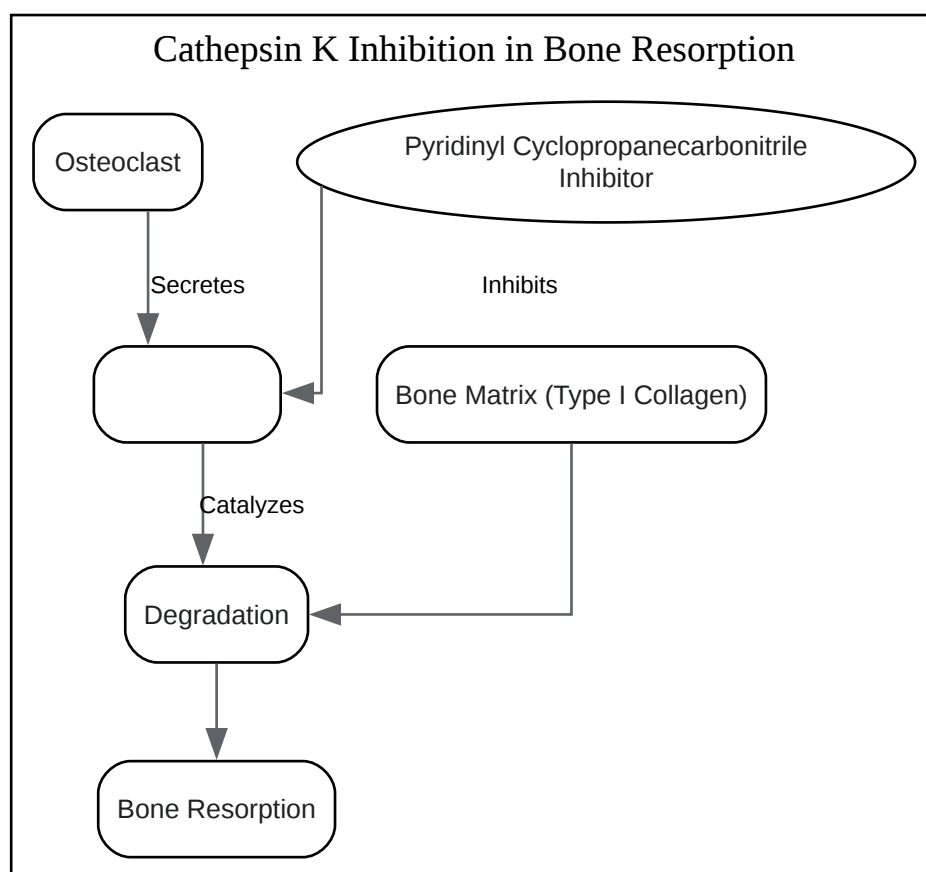 Cathepsin K Inhibition in Bone Resorption
Osteoclast
Pyridinyl Cyclopropanecarbonitrile
Inhibitor
Secretes
Inhibits
Bone Matrix (Type I Collagen)
Catalyzes
Degradation
Bone Resorption